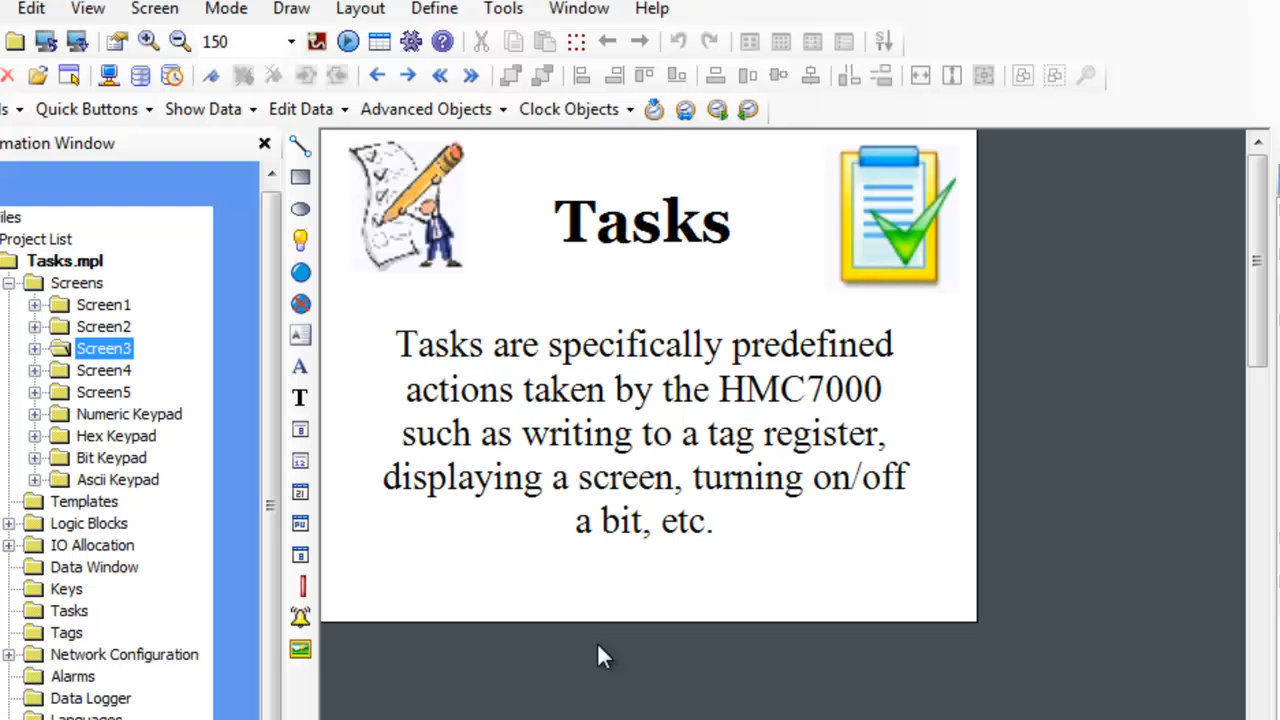 Edit View Screen Mode Draw Layout Define Tools Window Help
150
Quick Buttons Show Data Edit Data Advanced Objects Clock Objects
mation Window
iles
Project List
Tasks.mpl
Screens
Screen1
Screen2
Screen3
Screen4
Screen5
Numeric Keypad
Hex Keypad
Bit Keypad
Ascii Keypad
Templates
Logic Blocks
IO Allocation
Data Window
Keys
Tasks
Tags
Network Configuration
Alarms
Data Logger
Languages
Tasks
Tasks are specifically predefined
actions taken by the HMC7000
such as writing to a tag register,
displaying a screen, turning on/off
a bit, etc.